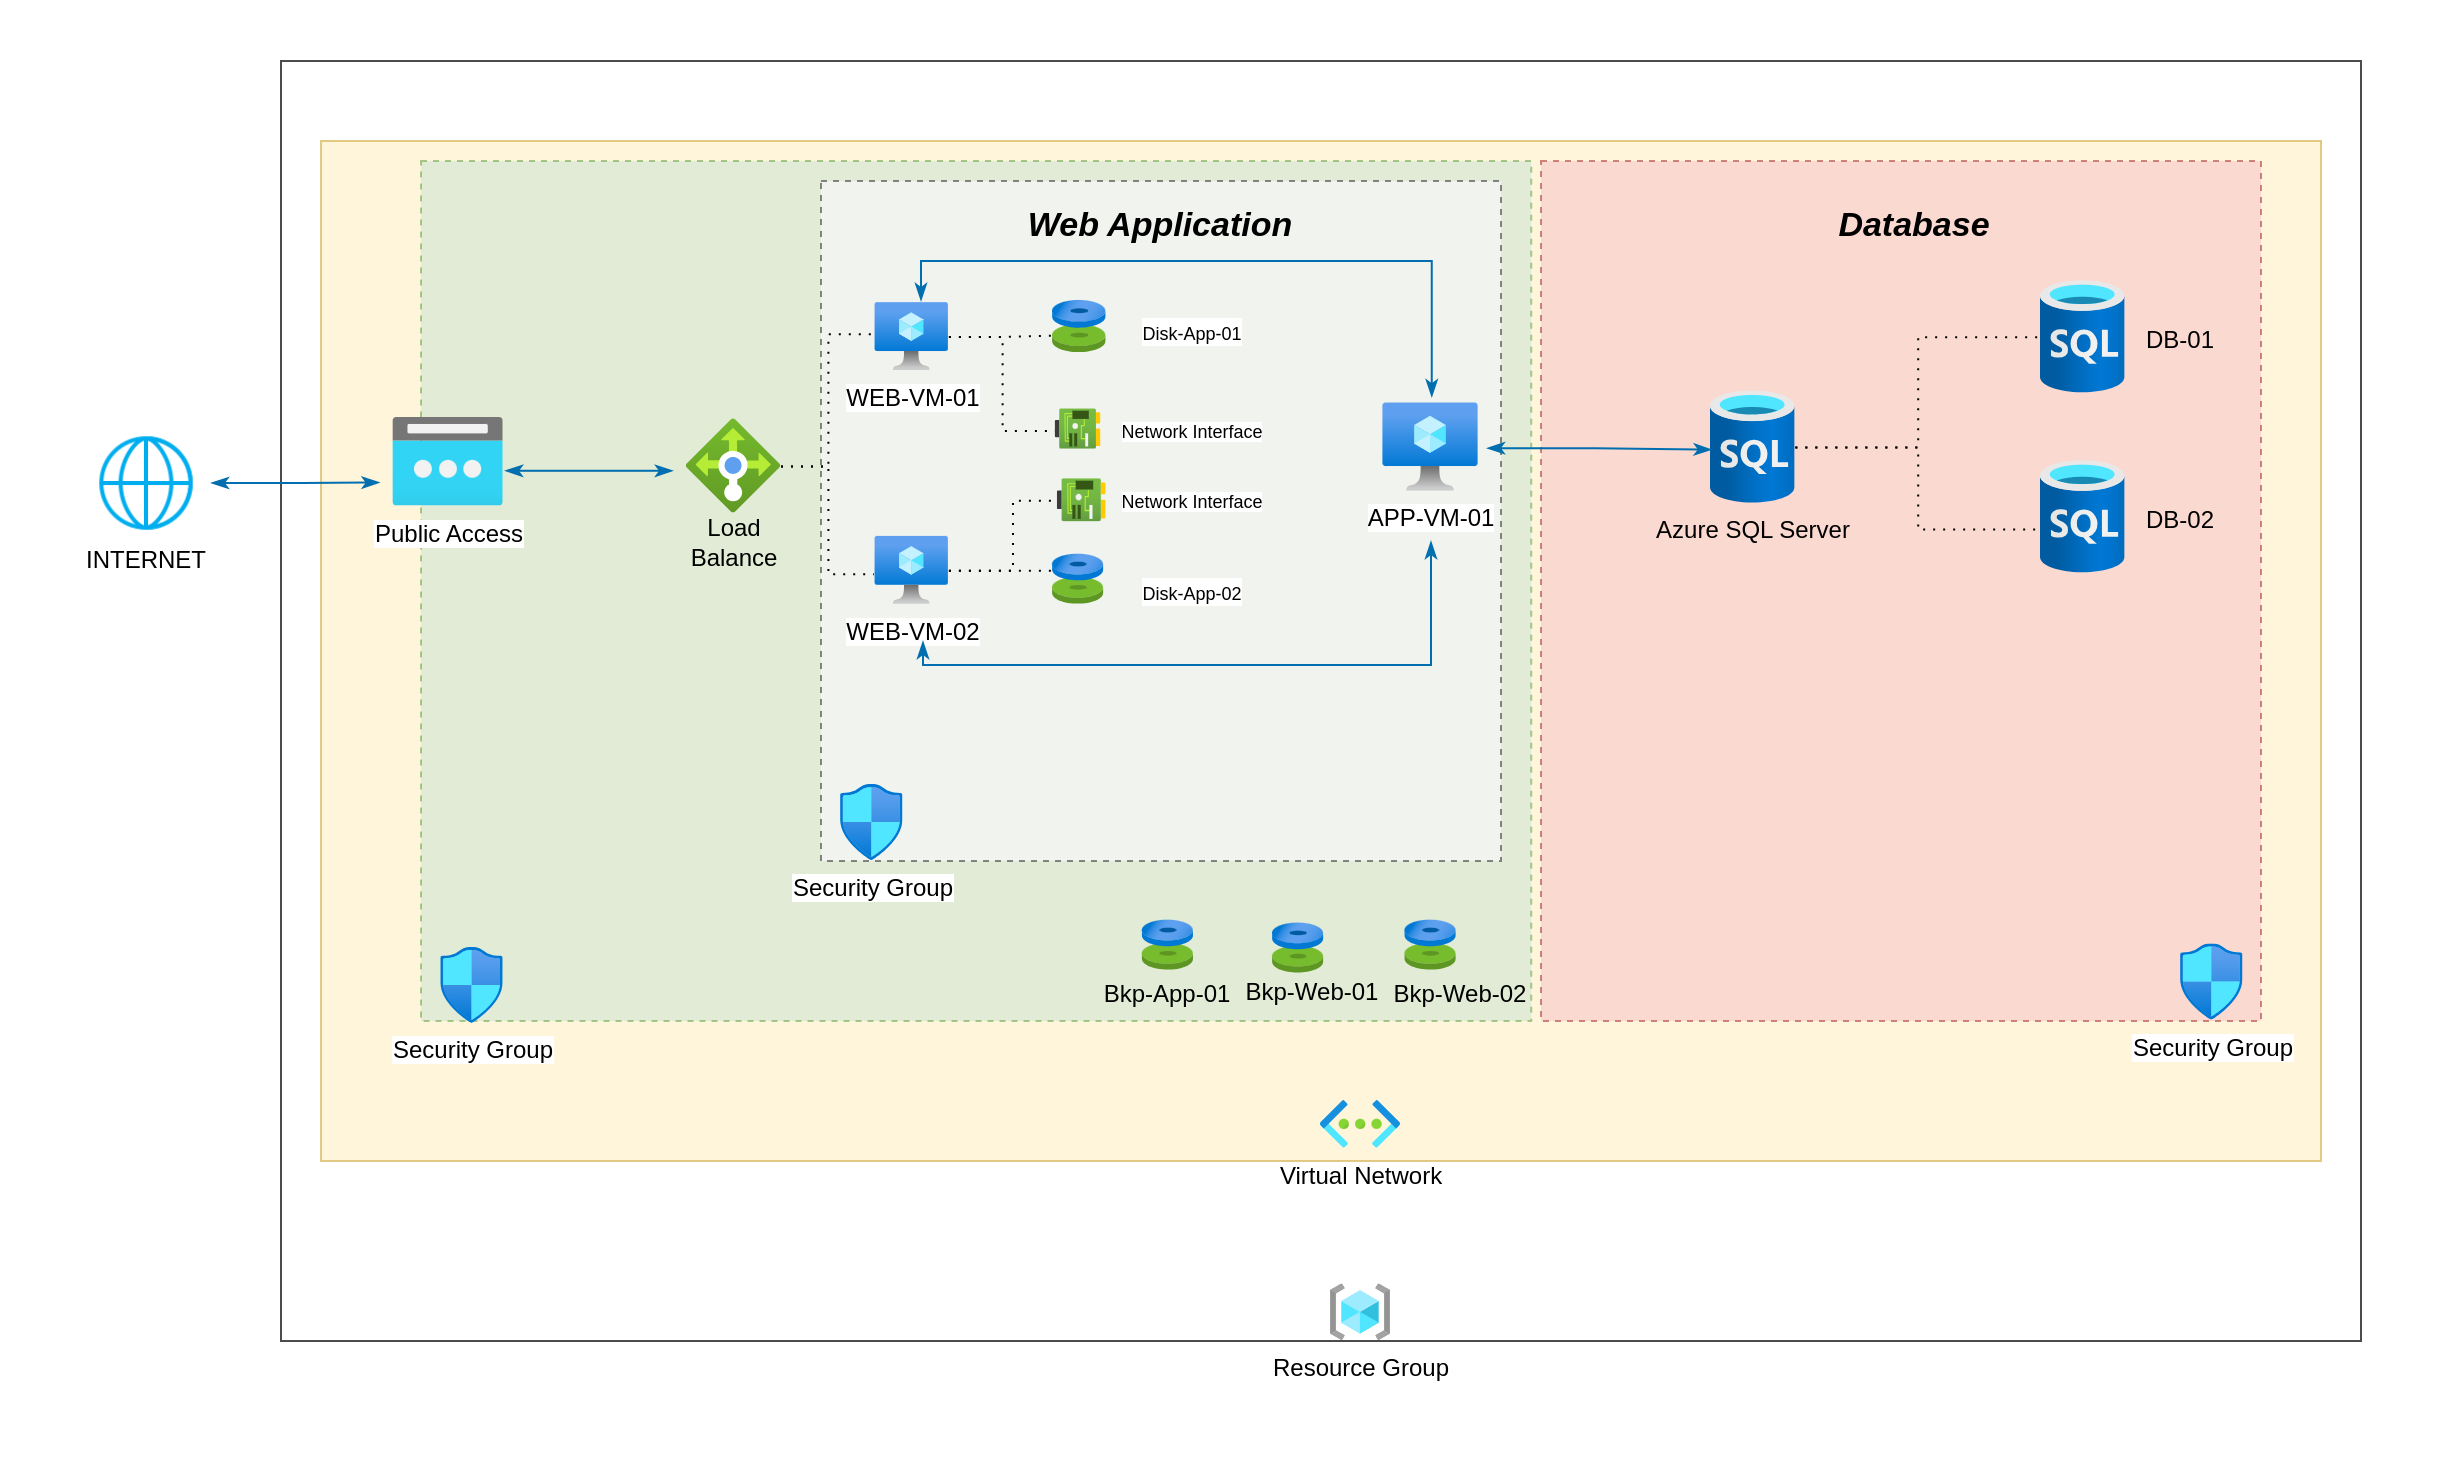 Web Application
Database
Disk-App-01
DB-01
WEB-VM-01
Network Interface
Network Interface
APP-VM-01
DB-02
Public Access
Load
Balance
Azure SQL Server
INTERNET
Disk-App-02
WEB-VM-02
Security Group
Bkp-App-01
Bkp-Web-01
Bkp-Web-02
Security Group
Security Group
Virtual Network
Resource Group
SQL
SQL
SQL